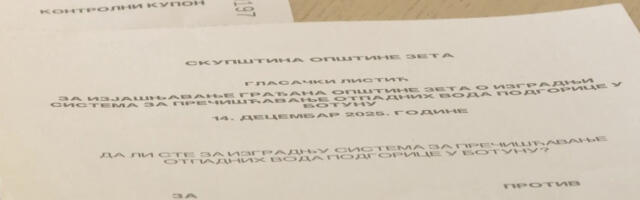 КОНТРОЛНИ КУПОН
197
СКУПШТИНА ОПШТИНЕ ЗЕТА
ГЛАСАЧКИ ЛИСТИЋ
ЗА ИЗЈАШЊАВАЊЕ ГРАЂАНА ОПШТИНЕ ЗЕТА О ИЗГРАДЊИ
СИСТЕМА ЗА ПРЕЧИШЋАВАЊЕ ОТПАДНИХ ВОДА ПОДГОРИЦЕ У
БОТУНУ
14. ДЕЦЕМБАР 2025. ГОДИНЕ
ДА ЛИ СТЕ ЗА ИЗГРАДЊУ СИСТЕМА ЗА ПРЕЧИШЋАВАЊЕ
ОТПАДНИХ ВОДА ПОДГОРИЦЕ У БОТУНУ?
ЗА ПРОТИВ